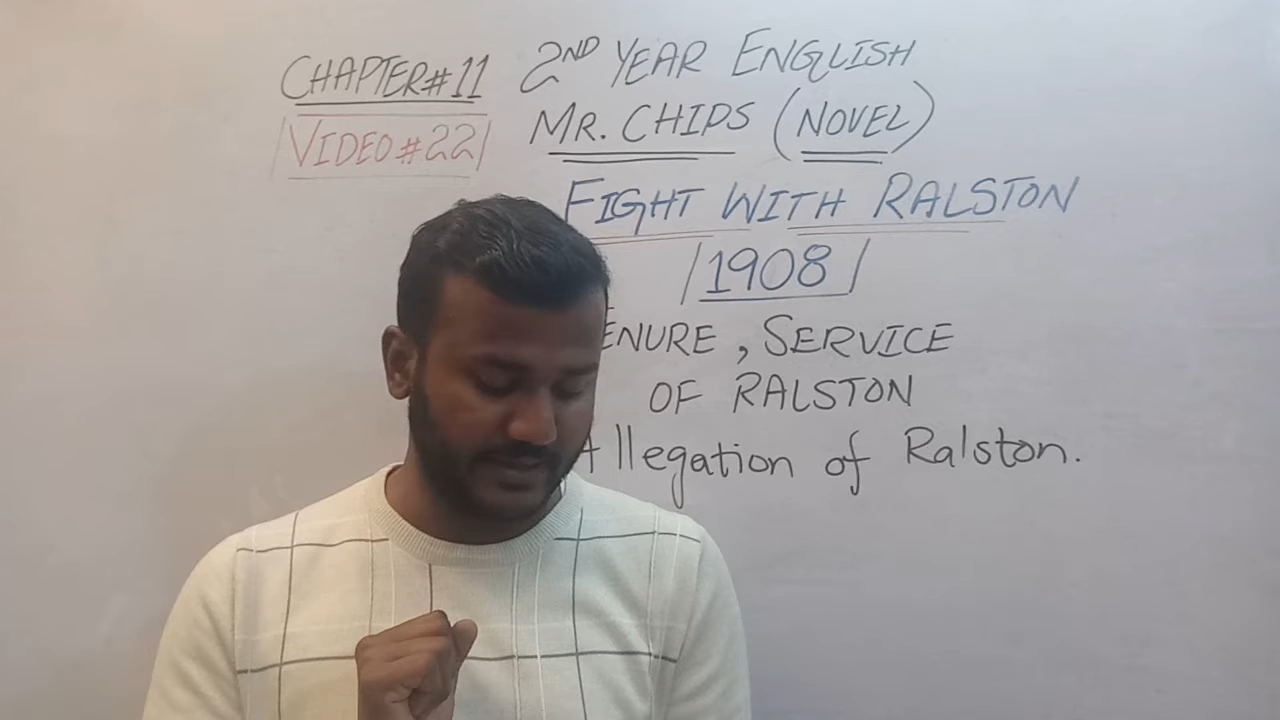 CHAPTER#11 2ND YEAR ENGLISH
VIDEO#22 MR. CHIPS (NOVEL)
FIGHT WITH RALSTON
1908
ENURE, SERVICE
OF RALSTON
Allegation of Ralston.